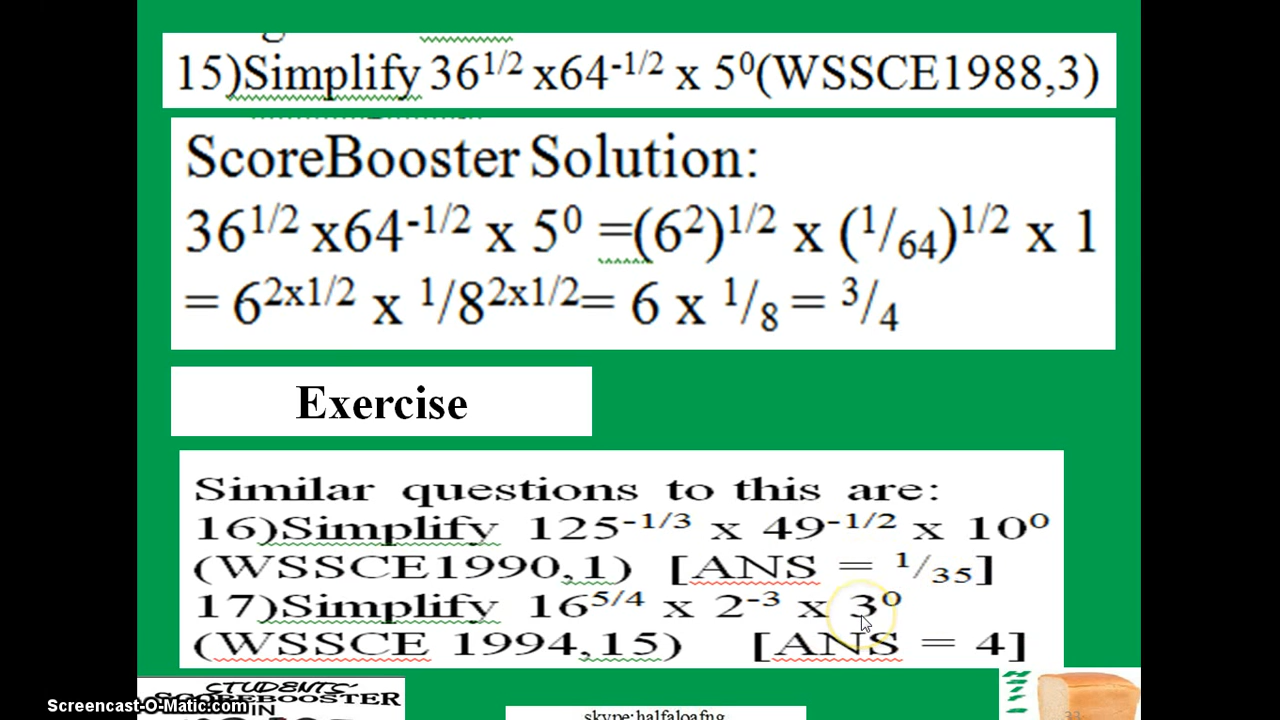 15)Simplify 36^1/2 x64^-1/2 x 5^0(WSSCE1988,3)
ScoreBooster Solution:
36^1/2 x64^-1/2 x 5^0 =(6^2)^1/2 x (1/64)^1/2 x 1
= 6^2x1/2 x 1/8^2x1/2= 6 x 1/8 = 3/4
Exercise
Similar questions to this are:
16)Simplify 125^-1/3 x 49^-1/2 x 10^0
(WSSCE1990,1) [ANS = 1/35]
17)Simplify 16^5/4 x 2^-3 x 3^0
(WSSCE 1994,15) [ANS = 4]
STUDENTS
SCOREBOOSTER
IN
skype:halfaloafng
33
Screencast-O-Matic.com